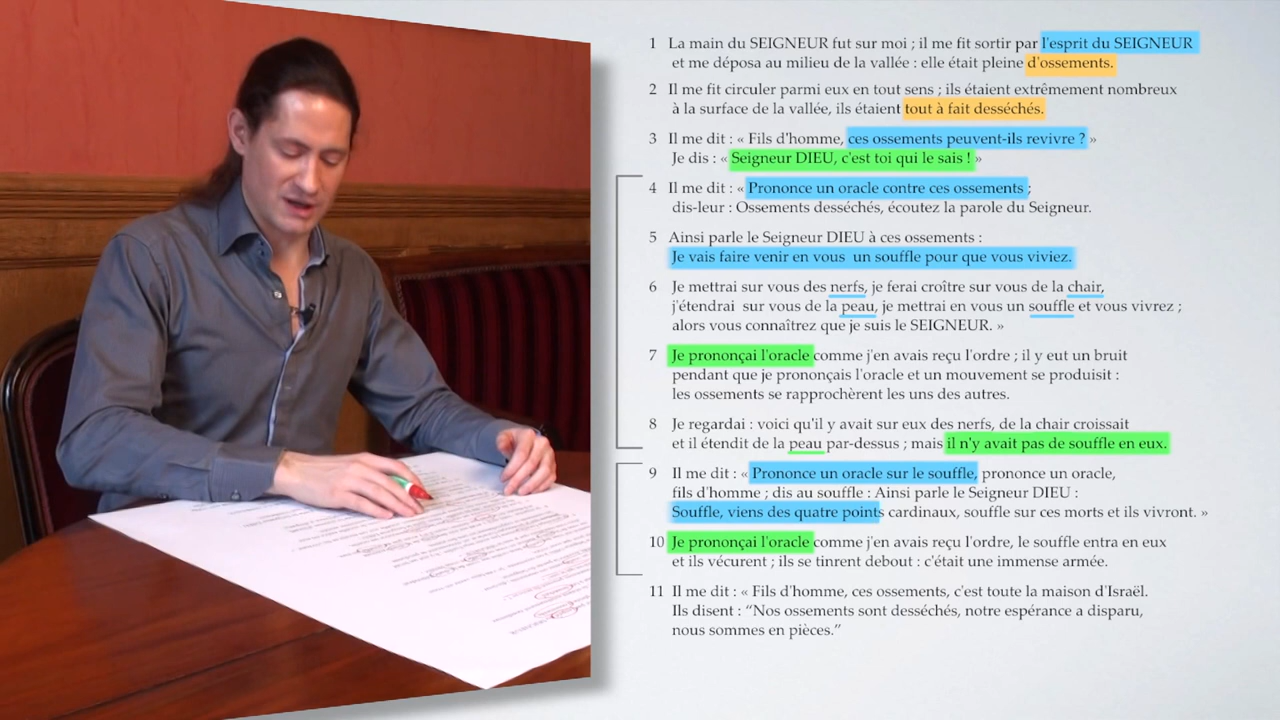 1 La main du SEIGNEUR fut sur moi ; il me fit sortir par l'esprit du SEIGNEUR
et me déposa au milieu de la vallée : elle était pleine d'ossements.
2 Il me fit circuler parmi eux en tout sens ; ils étaient extrêmement nombreux
à la surface de la vallée, ils étaient tout à fait desséchés.
3 Il me dit : « Fils d'homme, ces ossements peuvent-ils revivre ? »
Je dis : « Seigneur DIEU, c'est toi qui le sais ! »
4 Il me dit : « Prononce un oracle contre ces ossements ;
dis-leur : Ossements desséchés, écoutez la parole du Seigneur.
5 Ainsi parle le Seigneur DIEU à ces ossements :
Je vais faire venir en vous un souffle pour que vous viviez.
6 Je mettrai sur vous des nerfs, je ferai croître sur vous de la chair,
j'étendrai sur vous de la peau, je mettrai en vous un souffle et vous vivrez ;
alors vous connaîtrez que je suis le SEIGNEUR. »
7 Je prononçai l'oracle comme j'en avais reçu l'ordre ; il y eut un bruit
pendant que je prononçais l'oracle et un mouvement se produisit :
les ossements se rapprochèrent les uns des autres.
8 Je regardai : voici qu'il y avait sur eux des nerfs, de la chair croissait
et il étendit de la peau par-dessus ; mais il n'y avait pas de souffle en eux.
9 Il me dit : « Prononce un oracle sur le souffle, prononce un oracle,
fils d'homme ; dis au souffle : Ainsi parle le Seigneur DIEU :
Souffle, viens des quatre points cardinaux, souffle sur ces morts et ils vivront. »
10 Je prononçai l'oracle comme j'en avais reçu l'ordre, le souffle entra en eux
et ils vécurent ; ils se tinrent debout : c'était une immense armée.
11 Il me dit : « Fils d'homme, ces ossements, c'est toute la maison d'Israël.
Ils disent : “Nos ossements sont desséchés, notre espérance a disparu,
nous sommes en pièces.”